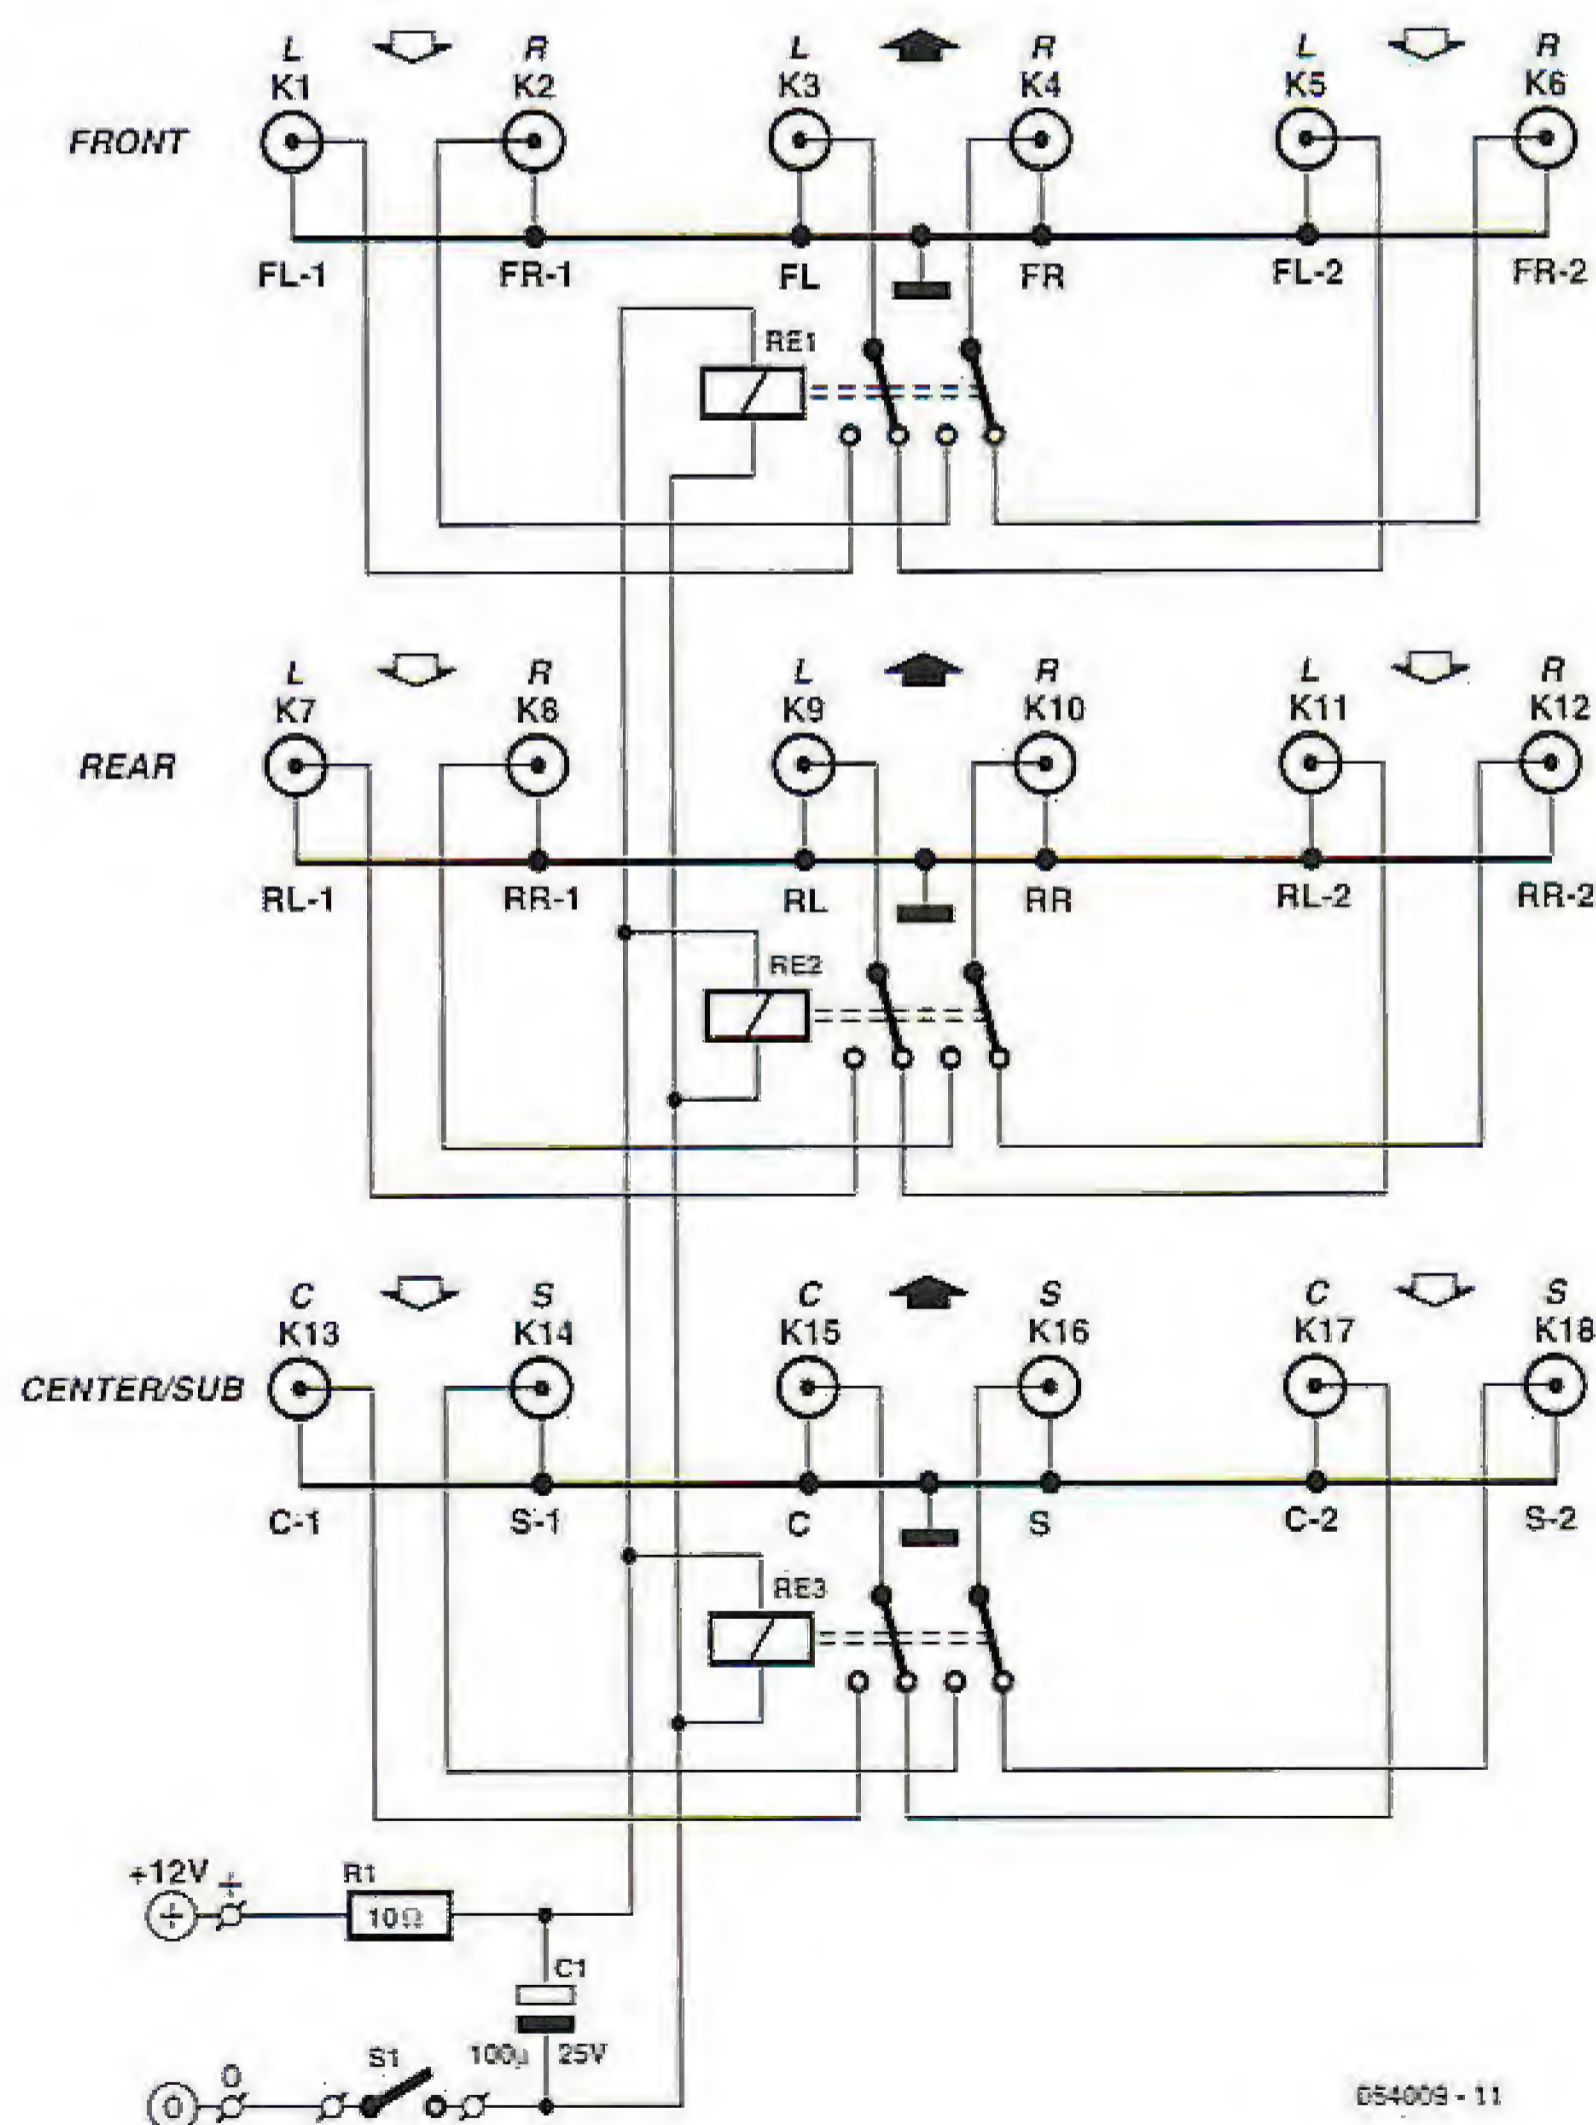 L R L R L R
K1 K2 K3 K4 K5 K6
FRONT
FL-1 FR-1 FL FR FL-2 FR-2
RE1
L R L R L R
K7 K8 K9 K10 K11 K12
REAR
RL-1 RR-1 RL RR RL-2 RR-2
RE2
C S C S C S
K13 K14 K15 K16 K17 K18
CENTER/SUB
C-1 S-1 C S C-2 S-2
RE3
+12V + R1
+ 10Ω
C1
0 S1 100µ 25V
0
054009 - 11